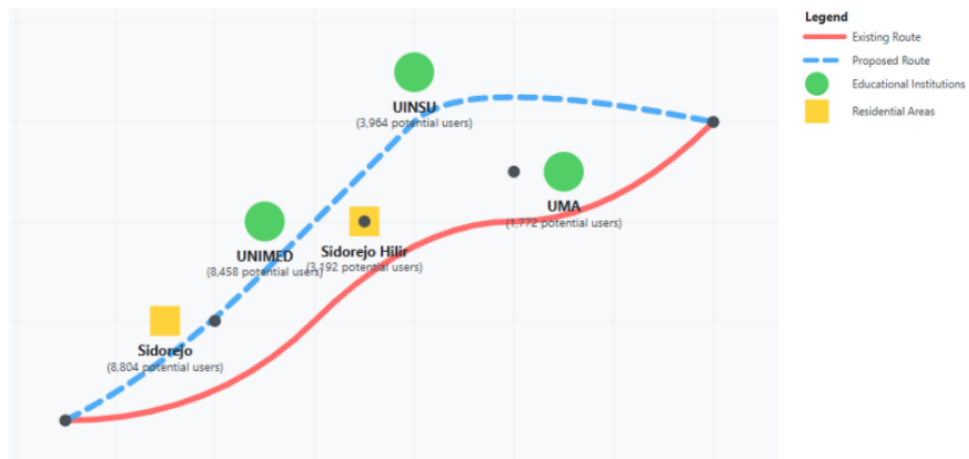 Legend
Existing Route
Proposed Route
Educational Institutions
Residential Areas
UINSU
(3,964 potential users)
UMA
(1,772 potential users)
UNIMED
(8,458 potential users)
Sidorejo Hilir
(3,192 potential users)
Sidorejo
(8,804 potential users)